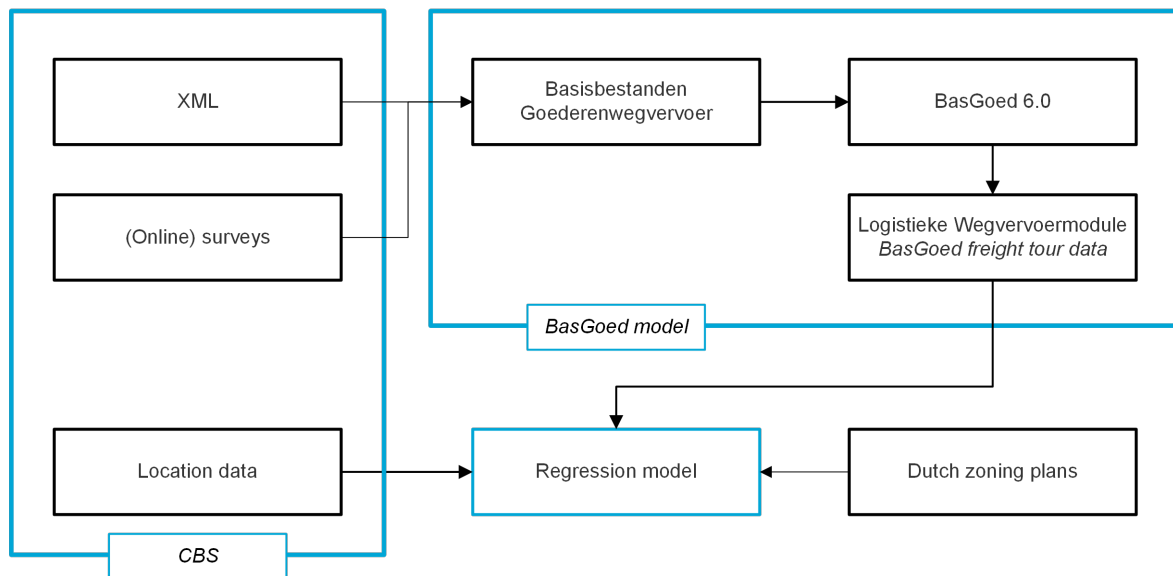 XML
Basisbestanden
Goederenwegvervoer
BasGoed 6.0
(Online) surveys
Logistieke Wegvervoermodule
BasGoed freight tour data
BasGoed model
Location data
Regression model
Dutch zoning plans
CBS